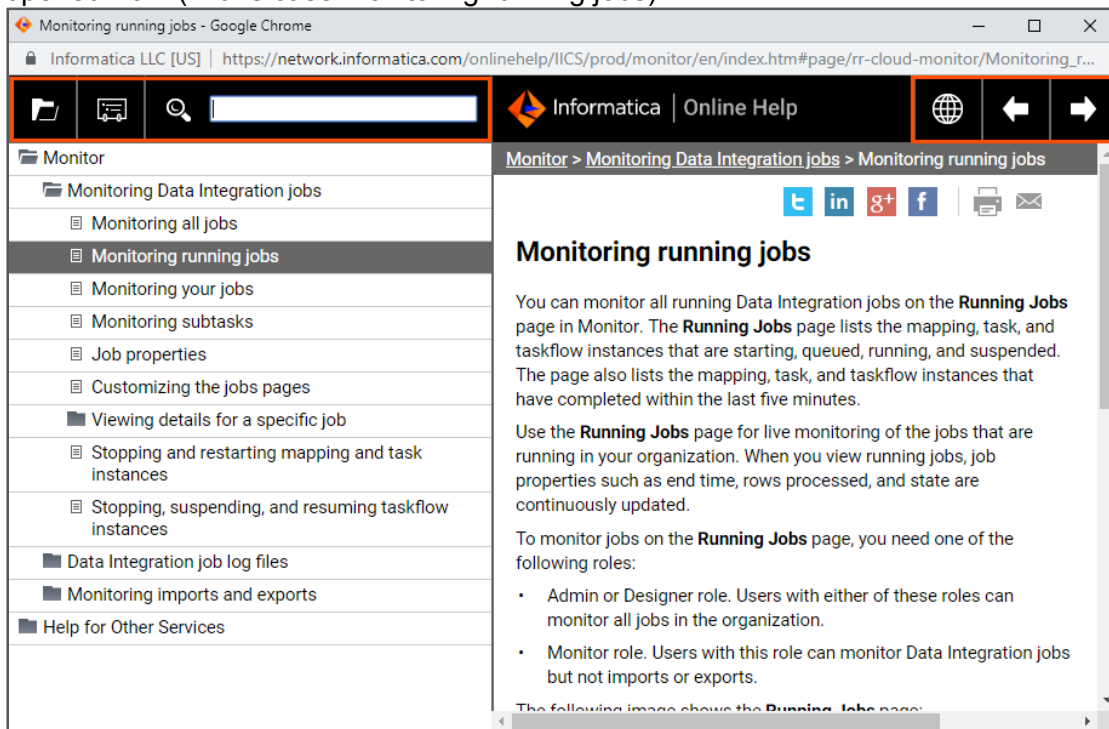 Monitoring running jobs - Google Chrome
Informatica LLC [US] | https://network.informatica.com/onlinehelp/IICS/prod/monitor/en/index.htm#page/rr-cloud-monitor/Monitoring_r...
Informatica | Online Help
Monitor
Monitoring Data Integration jobs
Monitoring all jobs
Monitoring running jobs
Monitoring your jobs
Monitoring subtasks
Job properties
Customizing the jobs pages
Viewing details for a specific job
Stopping and restarting mapping and task
instances
Stopping, suspending, and resuming taskflow
instances
Data Integration job log files
Monitoring imports and exports
Help for Other Services
Monitor > Monitoring Data Integration jobs > Monitoring running jobs
t in g+ f
Monitoring running jobs
You can monitor all running Data Integration jobs on the Running Jobs
page in Monitor. The Running Jobs page lists the mapping, task, and
taskflow instances that are starting, queued, running, and suspended.
The page also lists the mapping, task, and taskflow instances that
have completed within the last five minutes.
Use the Running Jobs page for live monitoring of the jobs that are
running in your organization. When you view running jobs, job
properties such as end time, rows processed, and state are
continuously updated.
To monitor jobs on the Running Jobs page, you need one of the
following roles:
• Admin or Designer role. Users with either of these roles can
monitor all jobs in the organization.
• Monitor role. Users with this role can monitor Data Integration jobs
but not imports or exports.
The following image shows the Running Jobs page: